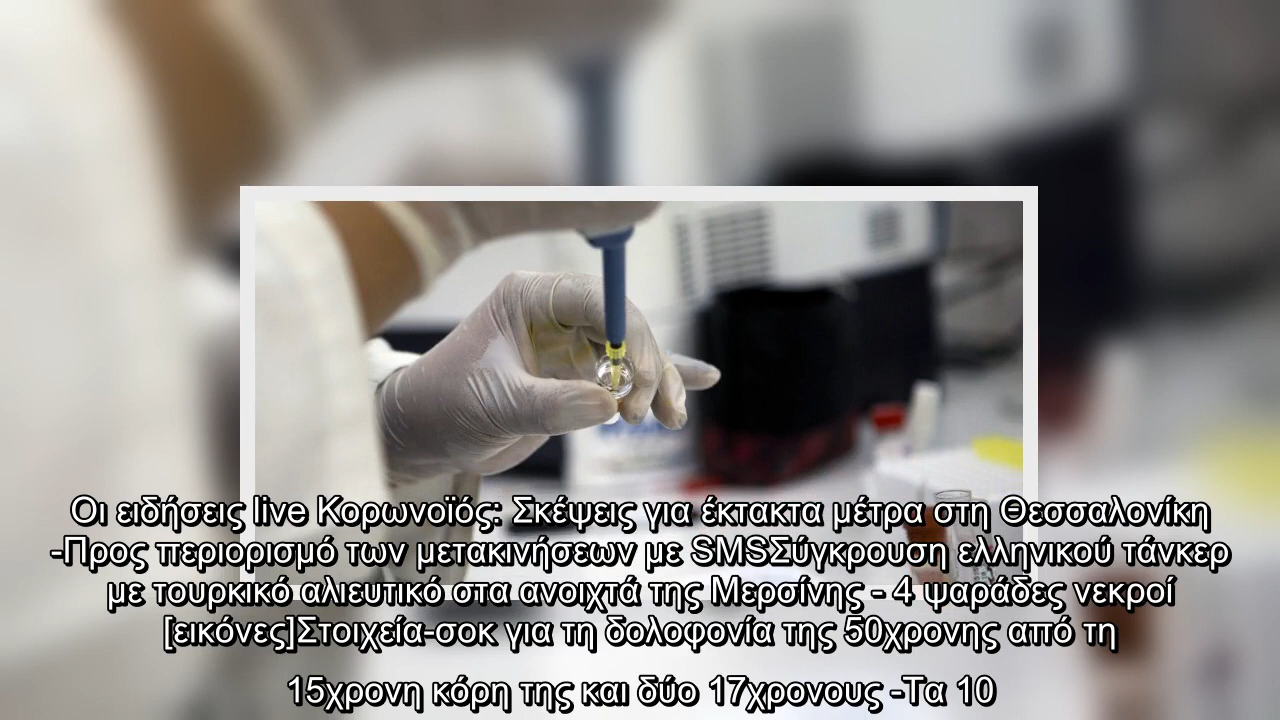 Οι ειδήσεις live Κορωνοϊός: Σκέψεις για έκτακτα μέτρα στη Θεσσαλονίκη
-Προς περιορισμό των μετακινήσεων με SMSΣύγκρουση ελληνικού τάνκερ
με τουρκικό αλιευτικό στα ανοιχτά της Μερσίνης - 4 ψαράδες νεκροί
[εικόνες]Στοιχεία-σοκ για τη δολοφονία της 50χρονης από τη
15χρονη κόρη της και δύο 17χρονους -Τα 10